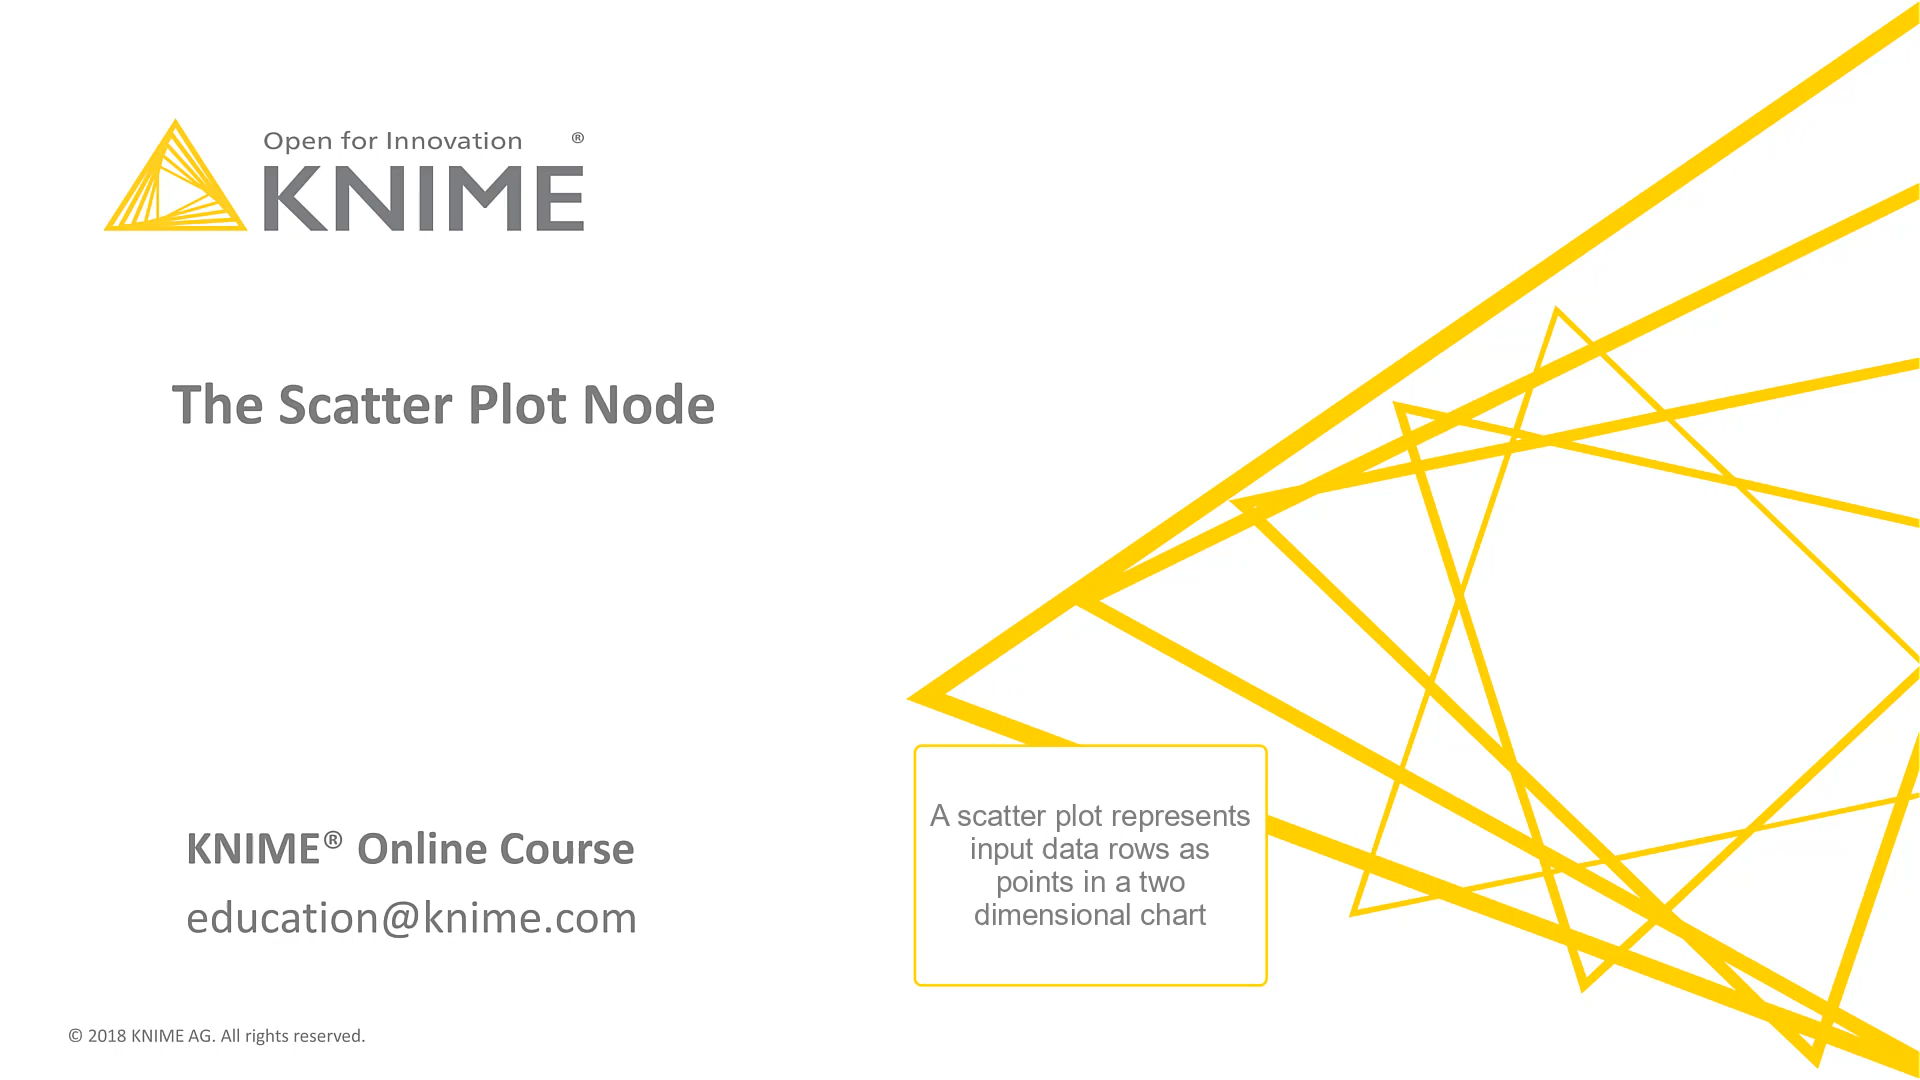 Open for Innovation ®
KNIME
The Scatter Plot Node
KNIME® Online Course
education@knime.com
A scatter plot represents
input data rows as
points in a two
dimensional chart
© 2018 KNIME AG. All rights reserved.